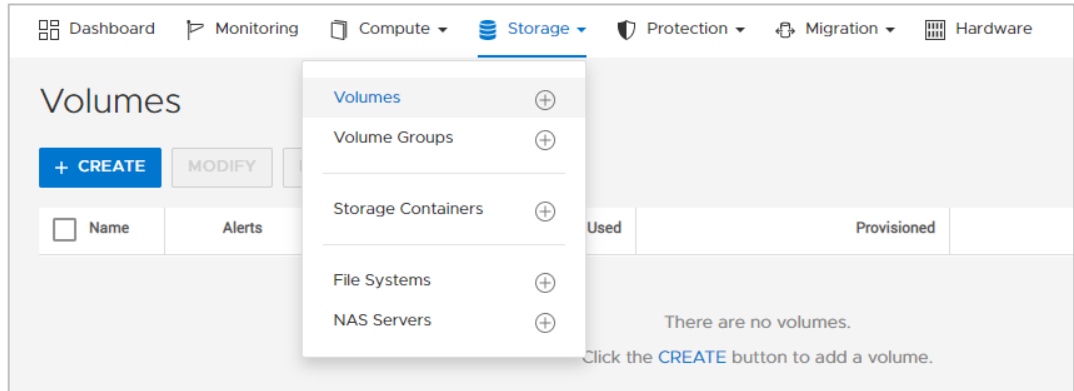 Dashboard Monitoring Compute Storage Protection Migration Hardware
Volumes
Volumes
Volume Groups
+ CREATE MODIFY
Storage Containers
Name Alerts Used Provisioned
File Systems
NAS Servers
There are no volumes.
Click the CREATE button to add a volume.